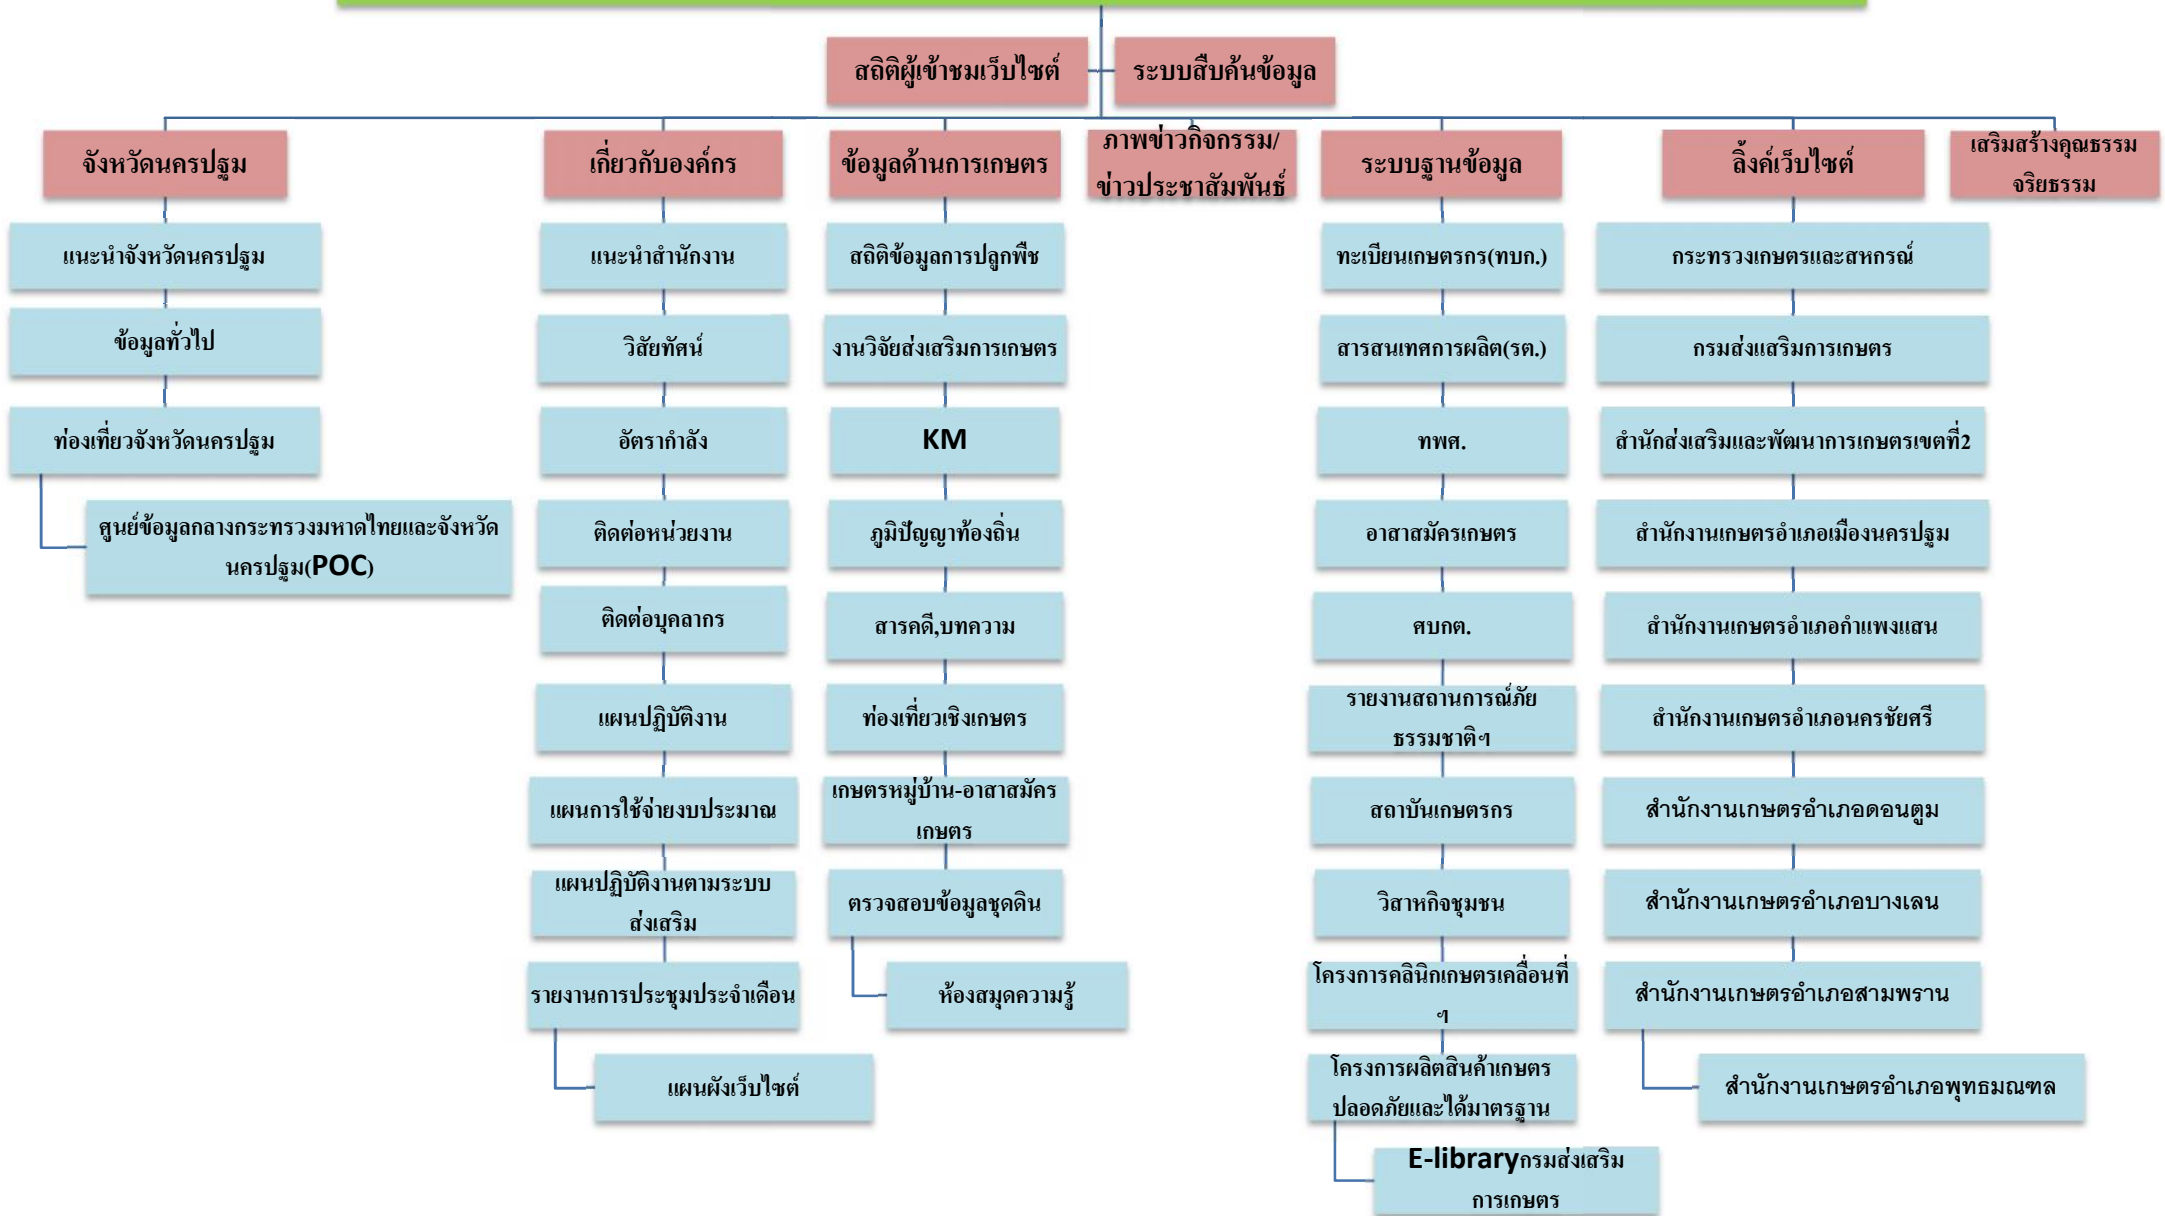 สถิติผู้เข้าชมเว็บไซต์
ระบบสืบค้นข้อมูล
จังหวัดนครปฐม
แนะนำจังหวัดนครปฐม
ข้อมูลทั่วไป
ท่องเที่ยวจังหวัดนครปฐม
ศูนย์ข้อมูลกลางกระทรวงมหาดไทยและจังหวัด
นครปฐม(POC)
เกี่ยวกับองค์กร
แนะนำสำนักงาน
วิสัยทัศน์
อัตรากำลัง
ติดต่อหน่วยงาน
ติดต่อบุคลากร
แผนปฏิบัติงาน
แผนการใช้จ่ายงบประมาณ
แผนปฏิบัติงานตามระบบ
ส่งเสริม
รายงานการประชุมประจำเดือน
แผนผังเว็บไซต์
ข้อมูลด้านการเกษตร
สถิติข้อมูลการปลูกพืช
งานวิจัยส่งเสริมการเกษตร
KM
ภูมิปัญญาท้องถิ่น
สารคดี,บทความ
ท่องเที่ยวเชิงเกษตร
เกษตรหมู่บ้าน-อาสาสมัคร
เกษตร
ตรวจสอบข้อมูลชุดดิน
ห้องสมุดความรู้
ภาพข่าวกิจกรรม/
ข่าวประชาสัมพันธ์
ระบบฐานข้อมูล
ทะเบียนเกษตรกร(ทบก.)
สารสนเทศการผลิต(รต.)
ทพศ.
อาสาสมัครเกษตร
ศบกต.
รายงานสถานการณ์ภัย
ธรรมชาติฯ
สถาบันเกษตรกร
วิสาหกิจชุมชน
โครงการคลินิกเกษตรเคลื่อนที่
ฯ
โครงการผลิตสินค้าเกษตร
ปลอดภัยและได้มาตรฐาน
E-libraryกรมส่งเสริม
การเกษตร
ลิ้งค์เว็บไซต์
กระทรวงเกษตรและสหกรณ์
กรมส่งแสริมการเกษตร
สำนักส่งเสริมและพัฒนาการเกษตรเขตที่2
สำนักงานเกษตรอำเภอเมืองนครปฐม
สำนักงานเกษตรอำเภอกำแพงแสน
สำนักงานเกษตรอำเภอนครชัยศรี
สำนักงานเกษตรอำเภอดอนตูม
สำนักงานเกษตรอำเภอบางเลน
สำนักงานเกษตรอำเภอสามพราน
สำนักงานเกษตรอำเภอพุทธมณฑล
เสริมสร้างคุณธรรม
จริยธรรม